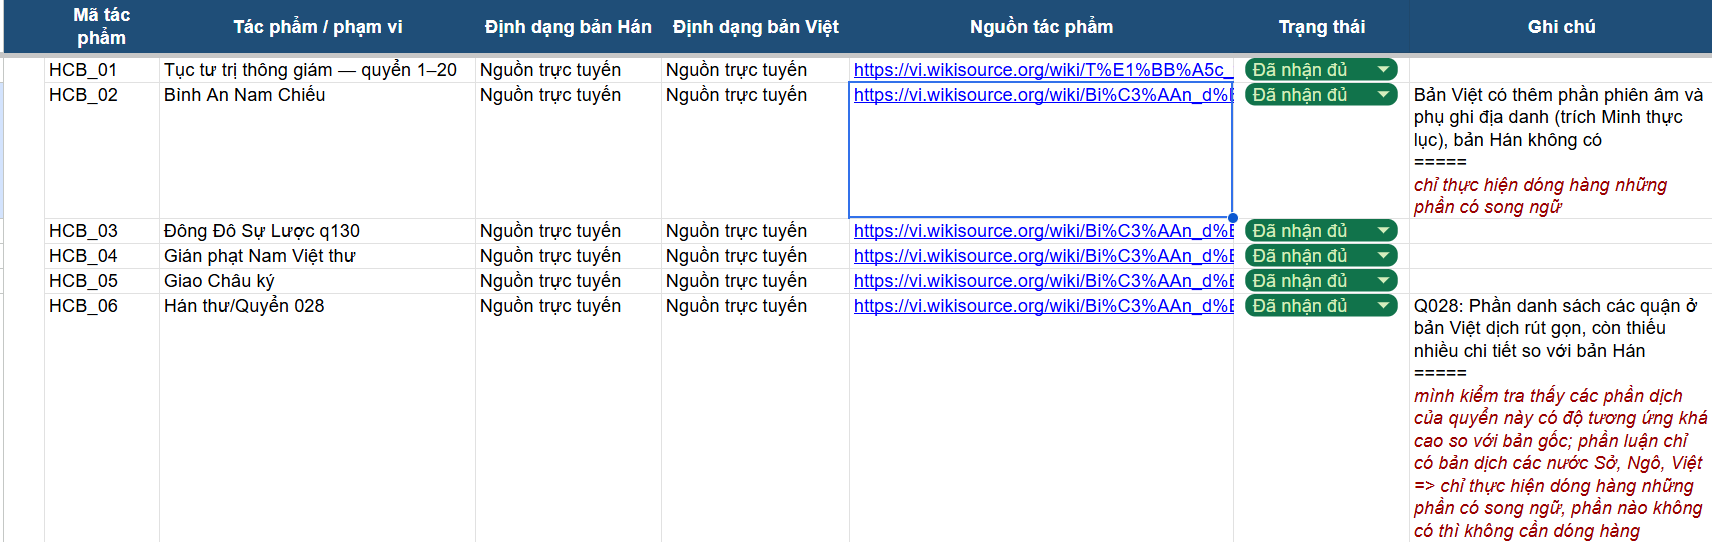 Mã tác phẩm	Tác phẩm / phạm vi	Định dạng bản Hán	Định dạng bản Việt	Nguồn tác phẩm	Trạng thái	Ghi chú
HCB_01	Tục tư trị thông giám — quyển 1–20	Nguồn trực tuyến	Nguồn trực tuyến	https://vi.wikisource.org/wiki/T%E1%BB%A5c_	Đã nhận đủ
HCB_02	Bình An Nam Chiếu	Nguồn trực tuyến	Nguồn trực tuyến	https://vi.wikisource.org/wiki/Bi%C3%AAn_d%E	Đã nhận đủ	Bản Việt có thêm phần phiên âm và
phụ ghi địa danh (trích Minh thực
lục), bản Hán không có
=====
chỉ thực hiện dóng hàng những
phần có song ngữ
HCB_03	Đông Đô Sự Lược q130	Nguồn trực tuyến	Nguồn trực tuyến	https://vi.wikisource.org/wiki/Bi%C3%AAn_d%E	Đã nhận đủ
HCB_04	Gián phạt Nam Việt thư	Nguồn trực tuyến	Nguồn trực tuyến	https://vi.wikisource.org/wiki/Bi%C3%AAn_d%E	Đã nhận đủ
HCB_05	Giao Châu ký	Nguồn trực tuyến	Nguồn trực tuyến	https://vi.wikisource.org/wiki/Bi%C3%AAn_d%E	Đã nhận đủ
HCB_06	Hán thư/Quyển 028	Nguồn trực tuyến	Nguồn trực tuyến	https://vi.wikisource.org/wiki/Bi%C3%AAn_d%E	Đã nhận đủ	Q028: Phần danh sách các quận ở
bản Việt dịch rút gọn, còn thiếu
nhiều chi tiết so với bản Hán
=====
mình kiểm tra thấy các phần dịch
của quyển này có độ tương ứng khá
cao so với bản gốc; phần luận chỉ
có bản dịch các nước Sở, Ngô, Việt
=> chỉ thực hiện dóng hàng những
phần có song ngữ, phần nào không
có thì không cần dóng hàng